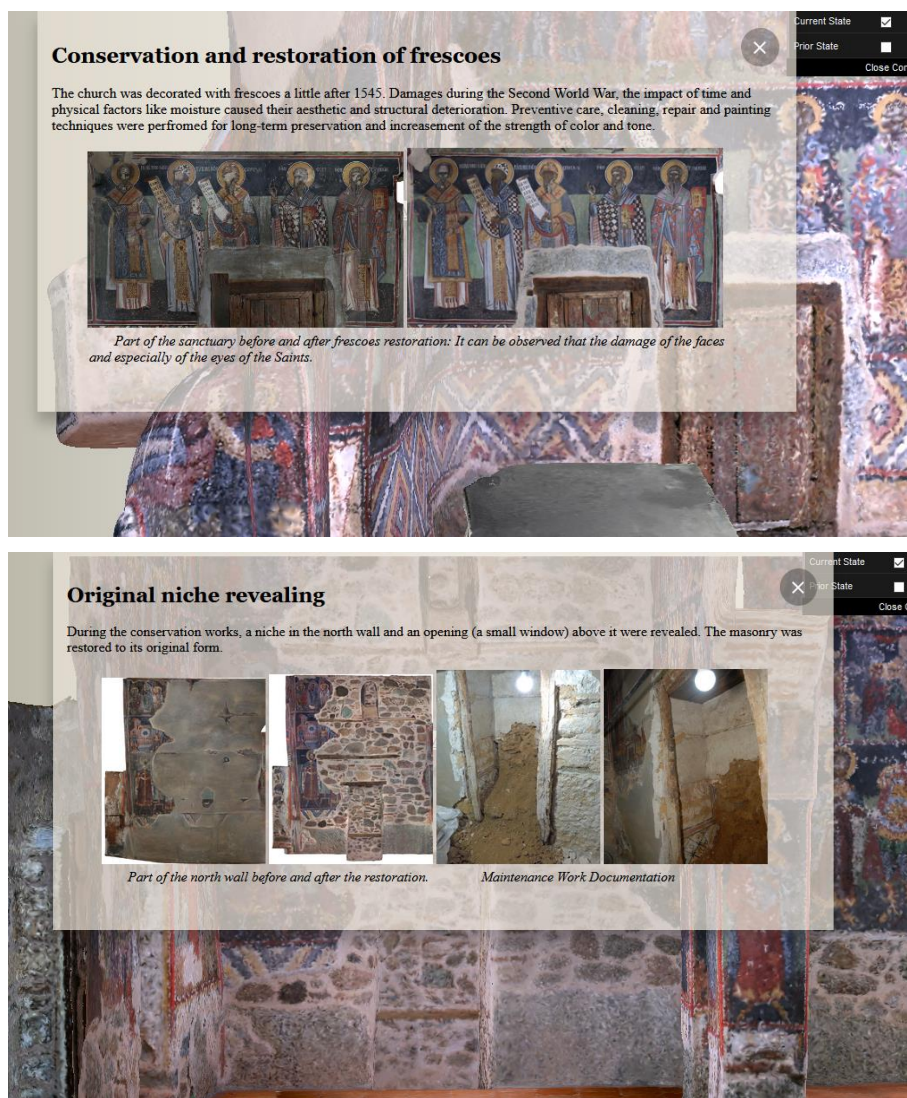 Current State
Prior State
Close Con
Conservation and restoration of frescoes
The church was decorated with frescoes a little after 1545. Damages during the Second World War, the impact of time and
physical factors like moisture caused their aesthetic and structural deterioration. Preventive care, cleaning, repair and painting
techniques were perfromed for long-term preservation and increasement of the strength of color and tone.
Part of the sanctuary before and after frescoes restoration: It can be observed that the damage of the faces
and especially of the eyes of the Saints.
Current State
Prior State
Close
Original niche revealing
During the conservation works, a niche in the north wall and an opening (a small window) above it were revealed. The masonry was
restored to its original form.
Part of the north wall before and after the restoration. Maintenance Work Documentation